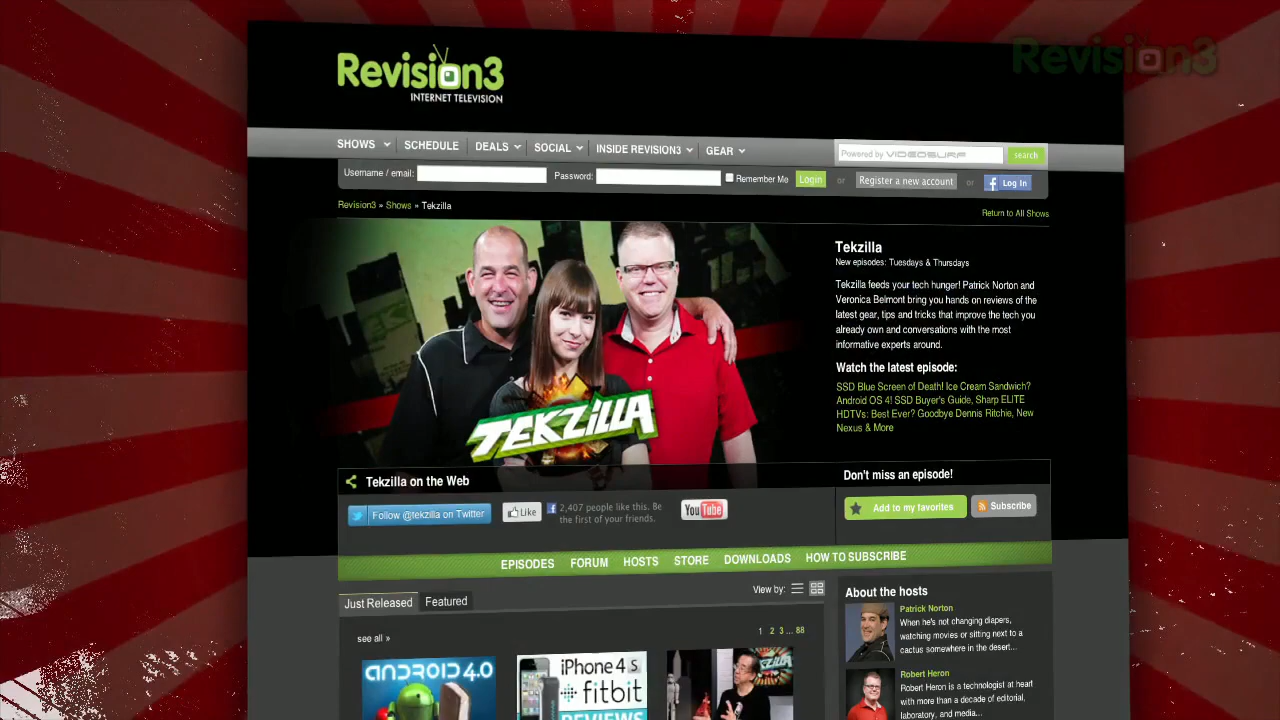 Revision3
INTERNET TELEVISION
Revision3
SHOWS
SCHEDULE
DEALS
SOCIAL
INSIDE REVISION3
GEAR
Powered by VIDEOSURF
search
Username / email:
Password:
Remember Me
Login
or
Register a new account
or
f Log In
Revision3 » Shows » Tekzilla
Return to All Shows
TEKZILLA
Tekzilla
New episodes: Tuesdays & Thursdays
Tekzilla feeds your tech hunger! Patrick Norton and
Veronica Belmont bring you hands on reviews of the
latest gear, tips and tricks that improve the tech you
already own and conversations with the most
informative experts around.
Watch the latest episode:
SSD Blue Screen of Death! Ice Cream Sandwich?
Android OS 4! SSD Buyer's Guide, Sharp ELITE
HDTVs: Best Ever? Goodbye Dennis Ritchie, New
Nexus & More
Tekzilla on the Web
Follow @tekzilla on Twitter
Like
f 2,407 people like this. Be
the first of your friends.
YouTube
Don't miss an episode!
Add to my favorites
Subscribe
EPISODES
FORUM
HOSTS
STORE
DOWNLOADS
HOW TO SUBSCRIBE
Just Released
Featured
View by:
see all »
1 2 3 ... 88
ANDROID 4.0
iPhone 4S
fitbit
REVIEWS
TEKZILLA
About the hosts
Patrick Norton
When he's not changing diapers,
watching movies or sitting next to a
cactus somewhere in the desert...
Robert Heron
Robert Heron is a technologist at heart
with more than a decade of editorial,
laboratory, and media...